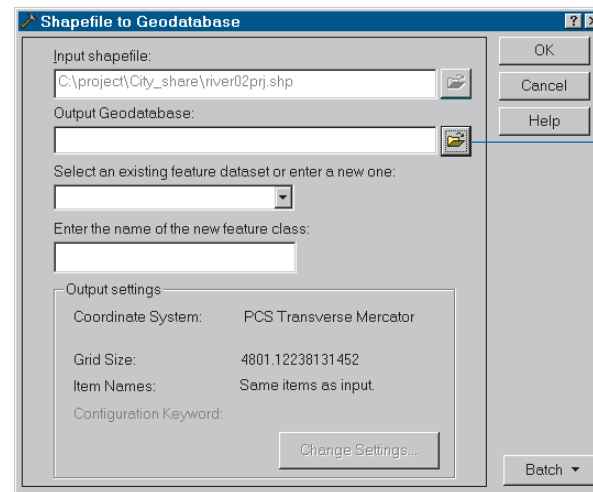 Shapefile to Geodatabase
Input shapefile:
C:\project\City_share\river02prj.shp
Output Geodatabase:
Select an existing feature dataset or enter a new one:
Enter the name of the new feature class:
Output settings
Coordinate System: PCS Transverse Mercator
Grid Size: 4801.12238131452
Item Names: Same items as input.
Configuration Keyword:
Change Settings...
OK
Cancel
Help
Batch